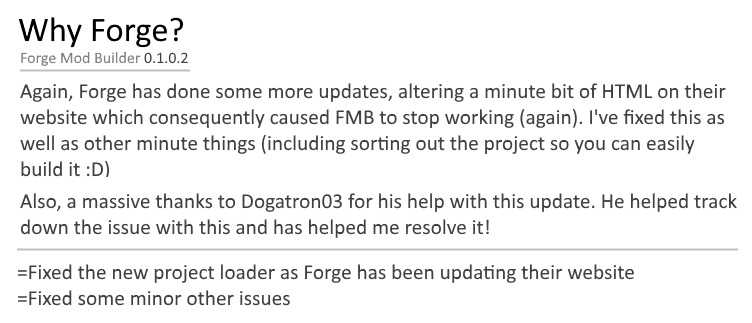 Why Forge?
Forge Mod Builder 0.1.0.2
Again, Forge has done some more updates, altering a minute bit of HTML on their
website which consequently caused FMB to stop working (again). I've fixed this as
well as other minute things (including sorting out the project so you can easily
build it :D)
Also, a massive thanks to Dogatron03 for his help with this update. He helped track
down the issue with this and has helped me resolve it!
=Fixed the new project loader as Forge has been updating their website
=Fixed some minor other issues